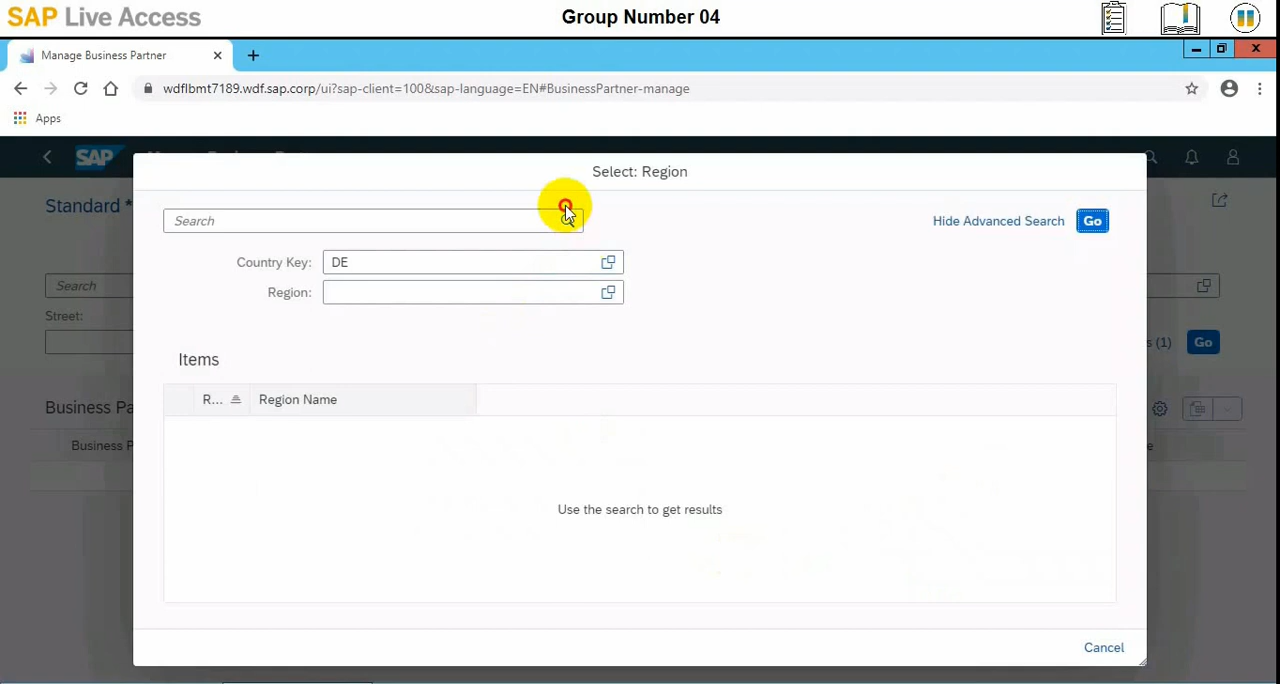 SAP Live Access
Group Number 04
Manage Business Partner
wdflbmt7189.wdf.sap.corp/ui?sap-client=100&sap-language=EN#BusinessPartner-manage
Apps
SAP
Select: Region
Standard *
Search
Hide Advanced Search
Go
Country Key:
DE
Region:
Search
Street:
s (1)
Go
Items
R...
Region Name
Business Pa
Business P
e
Use the search to get results
Cancel